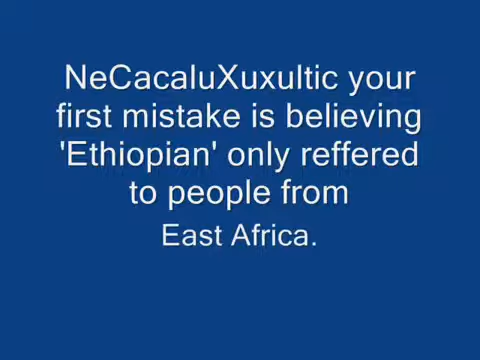 NeCacaluXuxultic your
first mistake is believing
'Ethiopian' only reffered
to people from
East Africa.